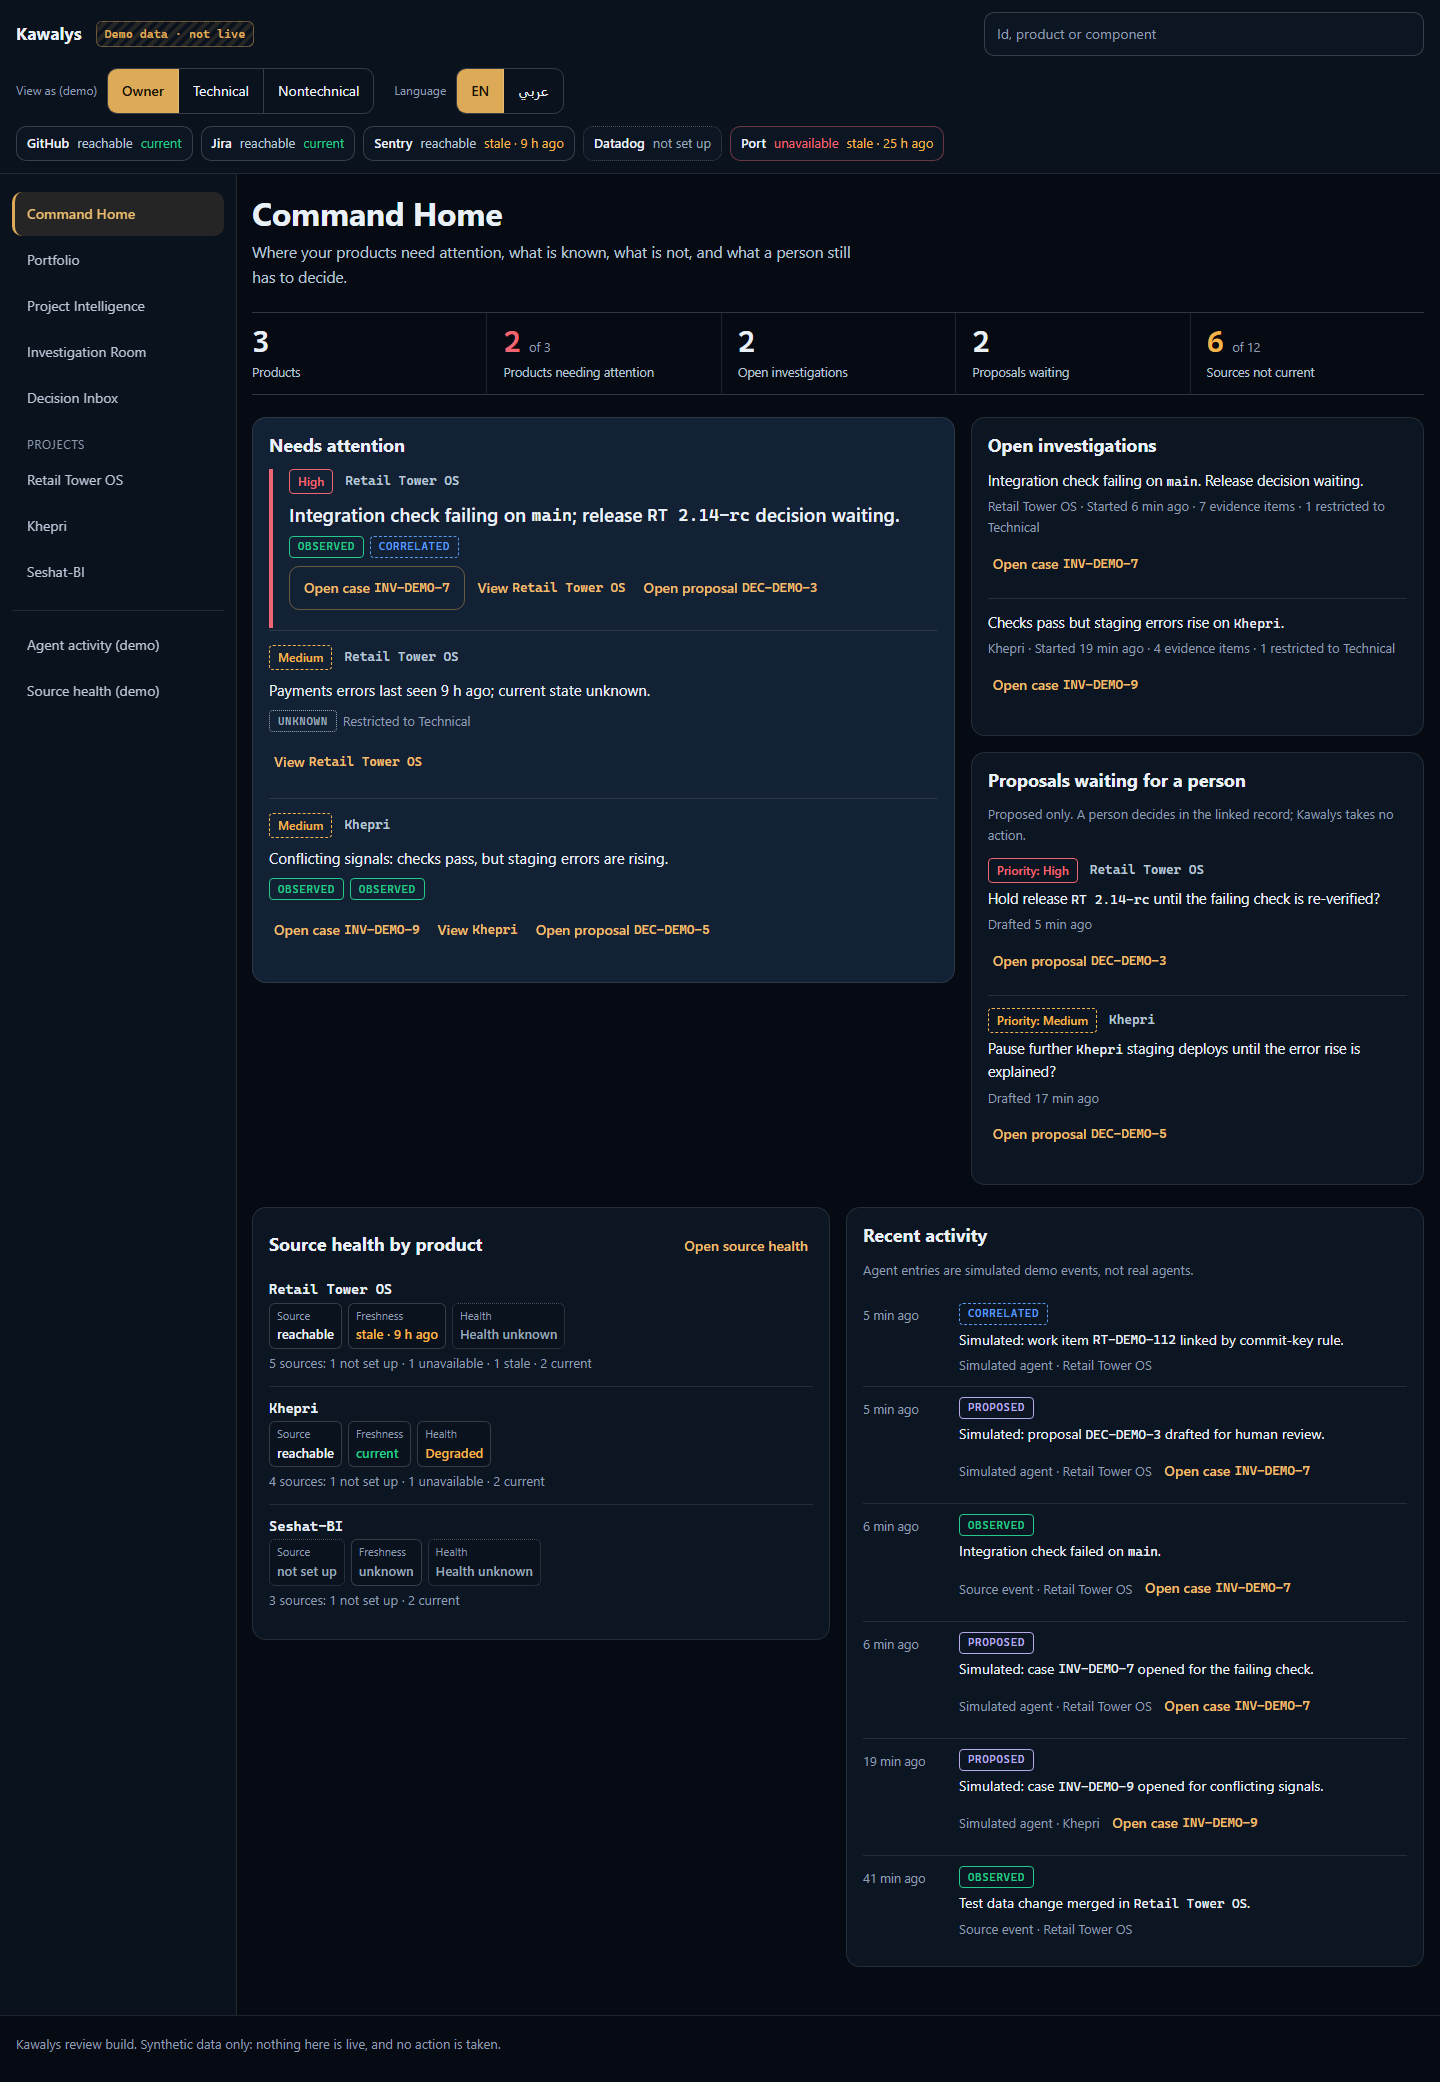 Kawalys
Demo data · not live
Id, product or component
View as (demo)
Owner
Technical
Nontechnical
Language
EN
عربي
GitHub reachable current
Jira reachable current
Sentry reachable stale · 9 h ago
Datadog not set up
Port unavailable stale · 25 h ago
Command Home
Portfolio
Project Intelligence
Investigation Room
Decision Inbox
PROJECTS
Retail Tower OS
Khepri
Seshat-BI
Agent activity (demo)
Source health (demo)
Command Home
Where your products need attention, what is known, what is not, and what a person still
has to decide.
3
Products
2 of 3
Products needing attention
2
Open investigations
2
Proposals waiting
6 of 12
Sources not current
Needs attention
High Retail Tower OS
Integration check failing on main; release RT 2.14-rc decision waiting.
OBSERVED CORRELATED
Open case INV-DEMO-7 View Retail Tower OS Open proposal DEC-DEMO-3
Medium Retail Tower OS
Payments errors last seen 9 h ago; current state unknown.
UNKNOWN Restricted to Technical
View Retail Tower OS
Medium Khepri
Conflicting signals: checks pass, but staging errors are rising.
OBSERVED OBSERVED
Open case INV-DEMO-9 View Khepri Open proposal DEC-DEMO-5
Open investigations
Integration check failing on main. Release decision waiting.
Retail Tower OS · Started 6 min ago · 7 evidence items · 1 restricted to
Technical
Open case INV-DEMO-7
Checks pass but staging errors rise on Khepri.
Khepri · Started 19 min ago · 4 evidence items · 1 restricted to Technical
Open case INV-DEMO-9
Proposals waiting for a person
Proposed only. A person decides in the linked record; Kawalys takes no
action.
Priority: High Retail Tower OS
Hold release RT 2.14-rc until the failing check is re-verified?
Drafted 5 min ago
Open proposal DEC-DEMO-3
Priority: Medium Khepri
Pause further Khepri staging deploys until the error rise is
explained?
Drafted 17 min ago
Open proposal DEC-DEMO-5
Source health by product
Open source health
Retail Tower OS
Source Freshness Health
reachable stale · 9 h ago Health unknown
5 sources: 1 not set up · 1 unavailable · 1 stale · 2 current
Khepri
Source Freshness Health
reachable current Degraded
4 sources: 1 not set up · 1 unavailable · 2 current
Seshat-BI
Source Freshness Health
not set up unknown Health unknown
3 sources: 1 not set up · 2 current
Recent activity
Agent entries are simulated demo events, not real agents.
5 min ago CORRELATED
Simulated: work item RT-DEMO-112 linked by commit-key rule.
Simulated agent · Retail Tower OS
5 min ago PROPOSED
Simulated: proposal DEC-DEMO-3 drafted for human review.
Simulated agent · Retail Tower OS Open case INV-DEMO-7
6 min ago OBSERVED
Integration check failed on main.
Source event · Retail Tower OS Open case INV-DEMO-7
6 min ago PROPOSED
Simulated: case INV-DEMO-7 opened for the failing check.
Simulated agent · Retail Tower OS Open case INV-DEMO-7
19 min ago PROPOSED
Simulated: case INV-DEMO-9 opened for conflicting signals.
Simulated agent · Khepri Open case INV-DEMO-9
41 min ago OBSERVED
Test data change merged in Retail Tower OS.
Source event · Retail Tower OS
Kawalys review build. Synthetic data only: nothing here is live, and no action is taken.